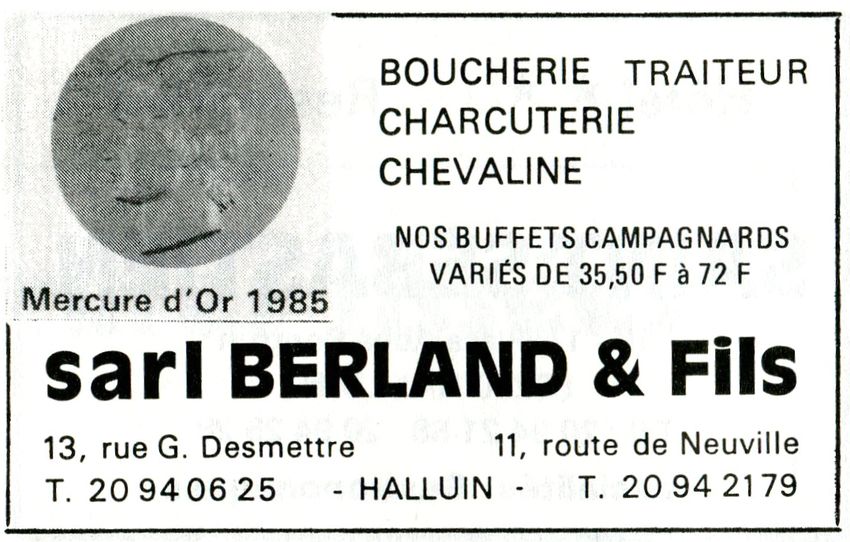 BOUCHERIE TRAITEUR
CHARCUTERIE
CHEVALINE
NOS BUFFETS CAMPAGNARDS
VARIÉS DE 35,50 F à 72 F
Mercure d'Or 1985
sarl BERLAND & Fils
13, rue G. Desmettre 11, route de Neuville
T. 20 94 06 25 - HALLUIN - T. 20 94 21 79